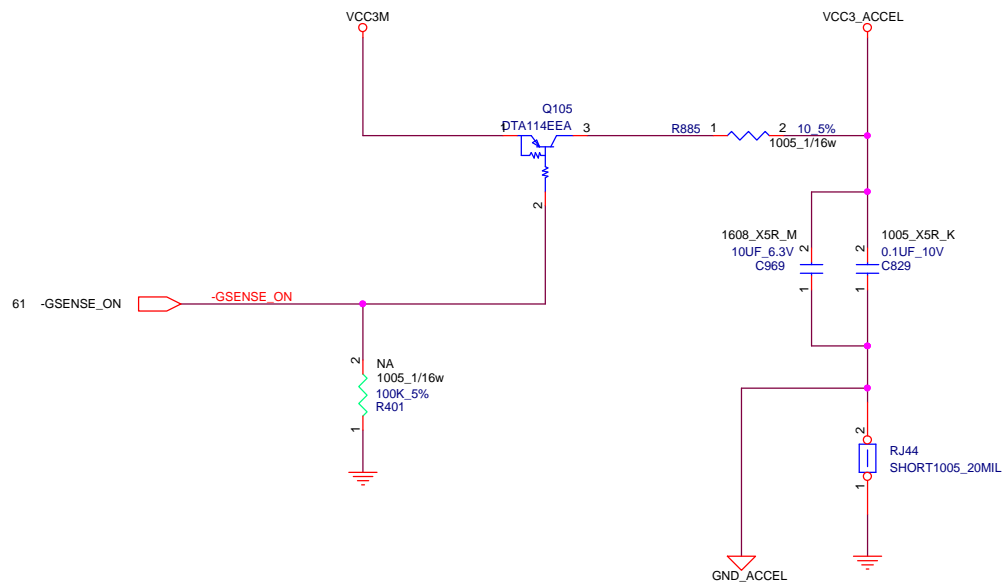 VCC3M
VCC3_ACCEL
Q105
DTA114EEA
1
3
R885
1
2
10_5%
1005_1/16w
2
1608_X5R_M
10UF_6.3V
C969
2
1
1005_X5R_K
0.1UF_10V
C829
2
1
61
-GSENSE_ON
-GSENSE_ON
2
NA
1005_1/16w
100K_5%
R401
1
2
RJ44
SHORT1005_20MIL
1
GND_ACCEL